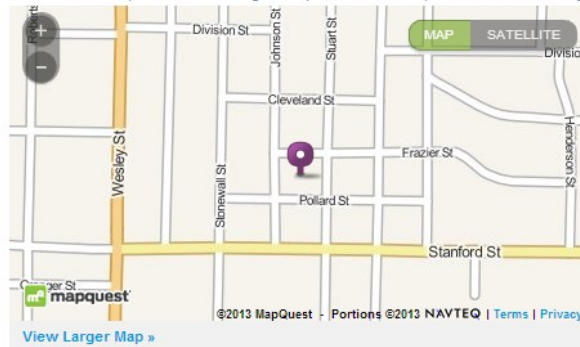 Division St
Johnson St
Stuart St
MAP
SATELLITE
Divisio
Cleveland St
Wesley St
Stonewall St
Frazier St
Henderson St
Pollard St
Stanford St
mapquest
©2013 MapQuest - Portions ©2013 NAVTEQ | Terms | Privacy
View Larger Map »